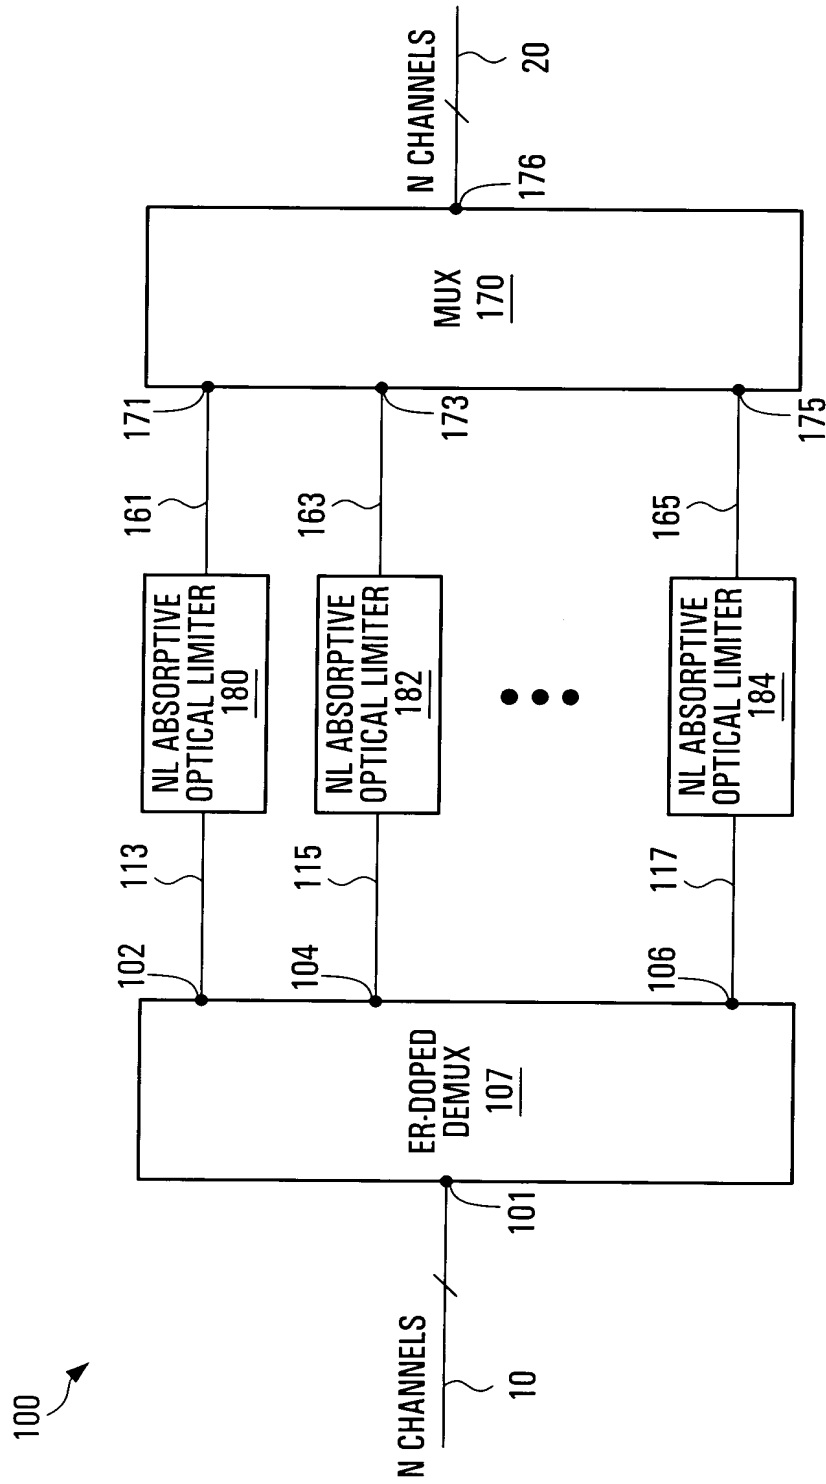 100
N CHANNELS
10
101
ER-DOPED
DEMUX
107
102
104
106
113
115
117
NL ABSORPTIVE
OPTICAL LIMITER
180
NL ABSORPTIVE
OPTICAL LIMITER
182
NL ABSORPTIVE
OPTICAL LIMITER
184
161
163
165
171
173
175
MUX
170
176
N CHANNELS
20